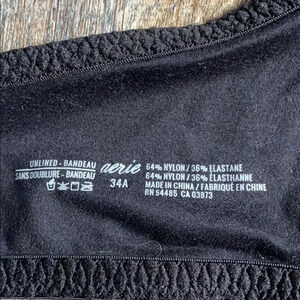 UNLINED - BANDEAU
SANS DOUBLURE - BANDEAU
aerie
34A
64% NYLON / 36% ELASTANE
64% NYLON / 36% ÉLASTHANNE
MADE IN CHINA / FABRIQUÉ EN CHINE
RN 54485 CA 03873